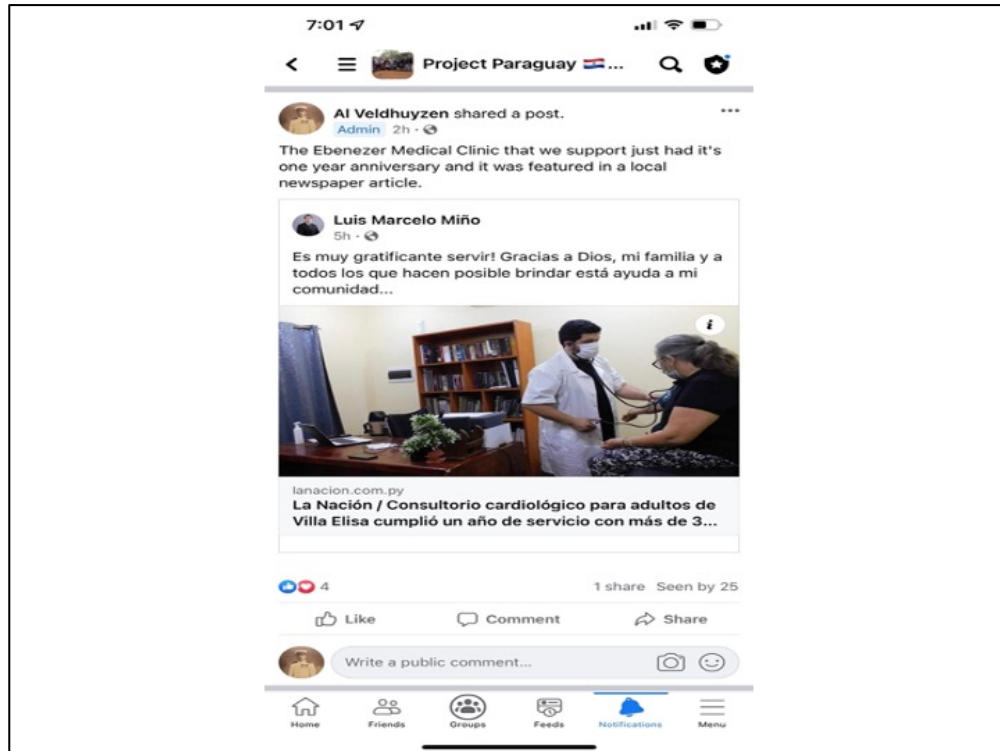 7:01
Project Paraguay 🇵🇾...
Al Veldhuyzen shared a post.
Admin 2h ·
The Ebenezer Medical Clinic that we support just had it's
one year anniversary and it was featured in a local
newspaper article.
Luis Marcelo Miño
5h ·
Es muy gratificante servir! Gracias a Dios, mi familia y a
todos los que hacen posible brindar está ayuda a mi
comunidad...
lanacion.com.py
La Nación / Consultorio cardiológico para adultos de
Villa Elisa cumplió un año de servicio con más de 3...
4 1 share Seen by 25
Like Comment Share
Write a public comment...
Home Friends Groups Feeds Notifications Menu